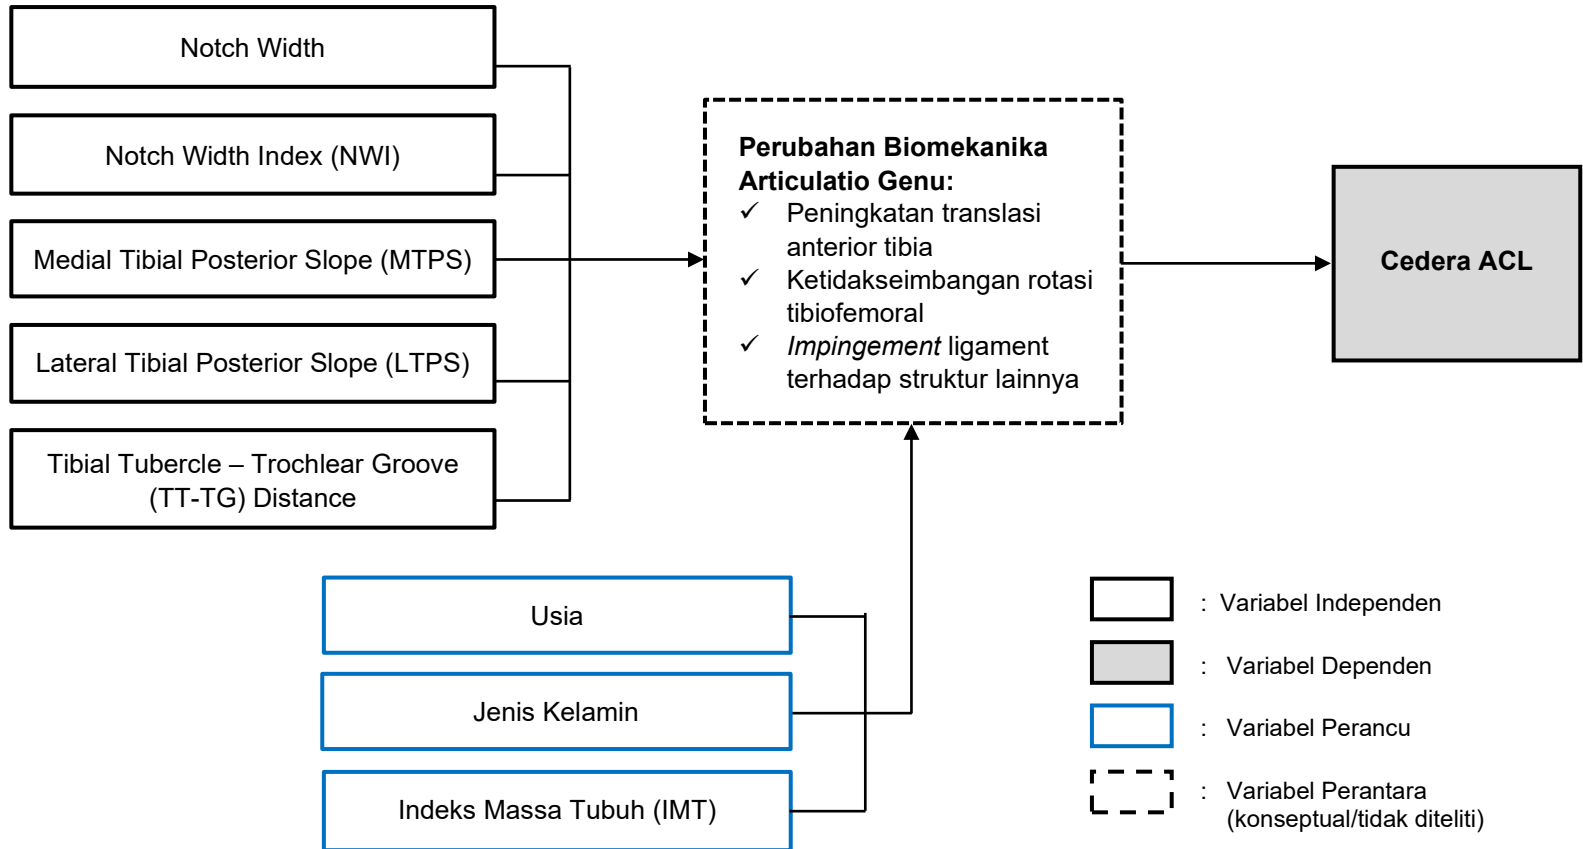 Notch Width
Notch Width Index (NWI)
Medial Tibial Posterior Slope (MTPS)
Lateral Tibial Posterior Slope (LTPS)
Tibial Tubercle – Trochlear Groove
(TT-TG) Distance
Perubahan Biomekanika
Articulatio Genu:
✓ Peningkatan translasi
anterior tibia
✓ Ketidakseimbangan rotasi
tibiofemoral
✓ Impingement ligament
terhadap struktur lainnya
Cedera ACL
Usia
Jenis Kelamin
Indeks Massa Tubuh (IMT)
: Variabel Independen
: Variabel Dependen
: Variabel Perancu
: Variabel Perantara
(konseptual/tidak diteliti)